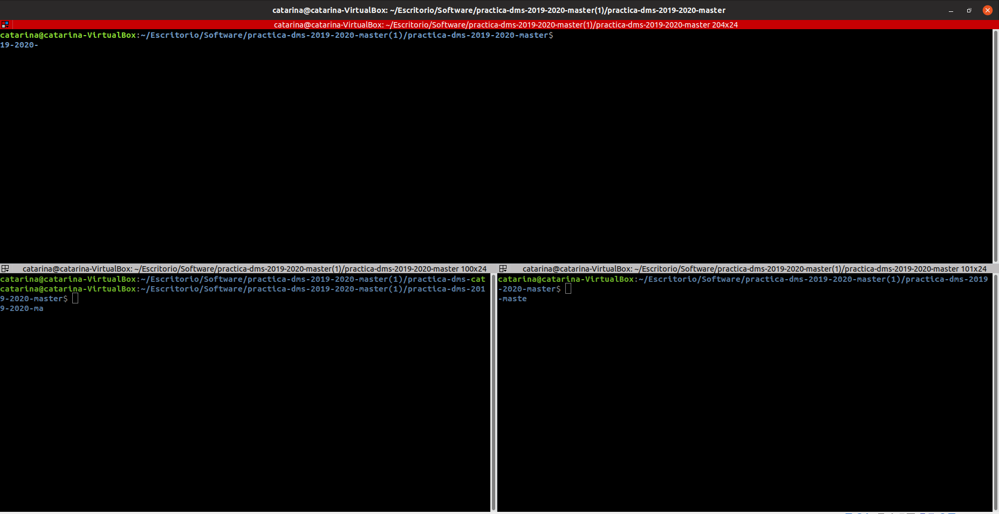 catarina@catarina-VirtualBox: ~/Escritorio/Software/practica-dms-2019-2020-master(1)/practica-dms-2019-2020-master
catarina@catarina-VirtualBox: ~/Escritorio/Software/practica-dms-2019-2020-master(1)/practica-dms-2019-2020-master 204x24
catarina@catarina-VirtualBox:~/Escritorio/Software/practica-dms-2019-2020-master(1)/practica-dms-2019-2020-master$
19-2020-
catarina@catarina-VirtualBox: ~/Escritorio/Software/practica-dms-2019-2020-master(1)/practica-dms-2019-2020-master 100x24
catarina@catarina-VirtualBox:~/Escritorio/Software/practica-dms-2019-2020-master(1)/practica-dms-cat
catarina@catarina-VirtualBox:~/Escritorio/Software/practica-dms-2019-2020-master(1)/practica-dms-201
9-2020-master$
9-2020-ma
catarina@catarina-VirtualBox: ~/Escritorio/Software/practica-dms-2019-2020-master(1)/practica-dms-2019-2020-master 101x24
catarina@catarina-VirtualBox:~/Escritorio/Software/practica-dms-2019-2020-master(1)/practica-dms-2019
-2020-master$
-maste